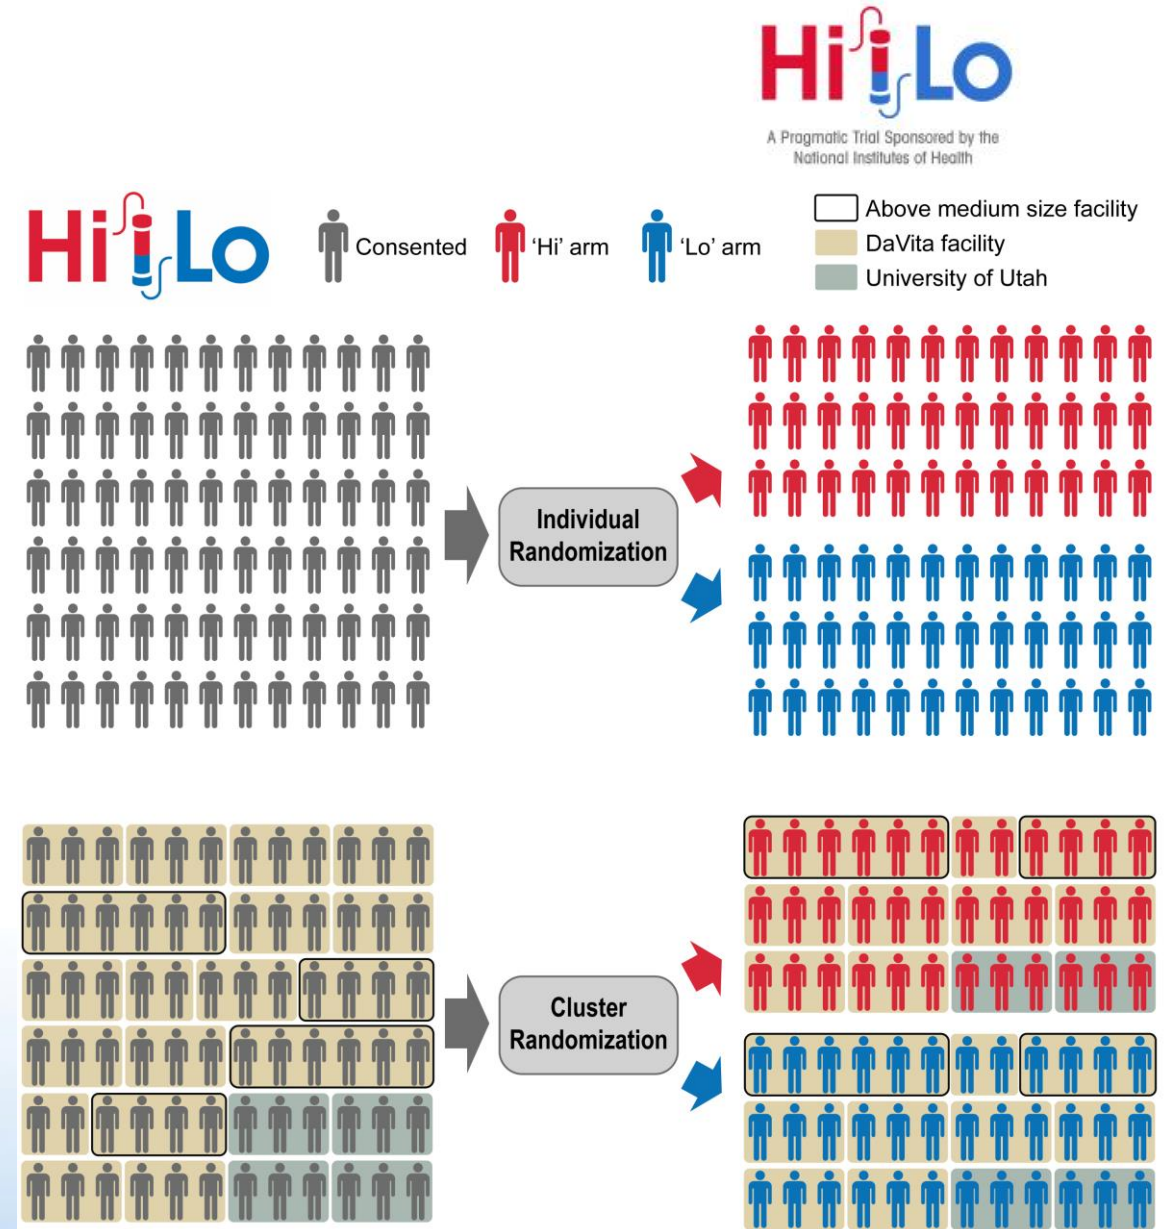 Hi Lo
A Pragmatic Trial Sponsored by the
National Institutes of Health
Hi Lo
Consented
'Hi' arm
'Lo' arm
Above medium size facility
DaVita facility
University of Utah
Individual
Randomization
Cluster
Randomization